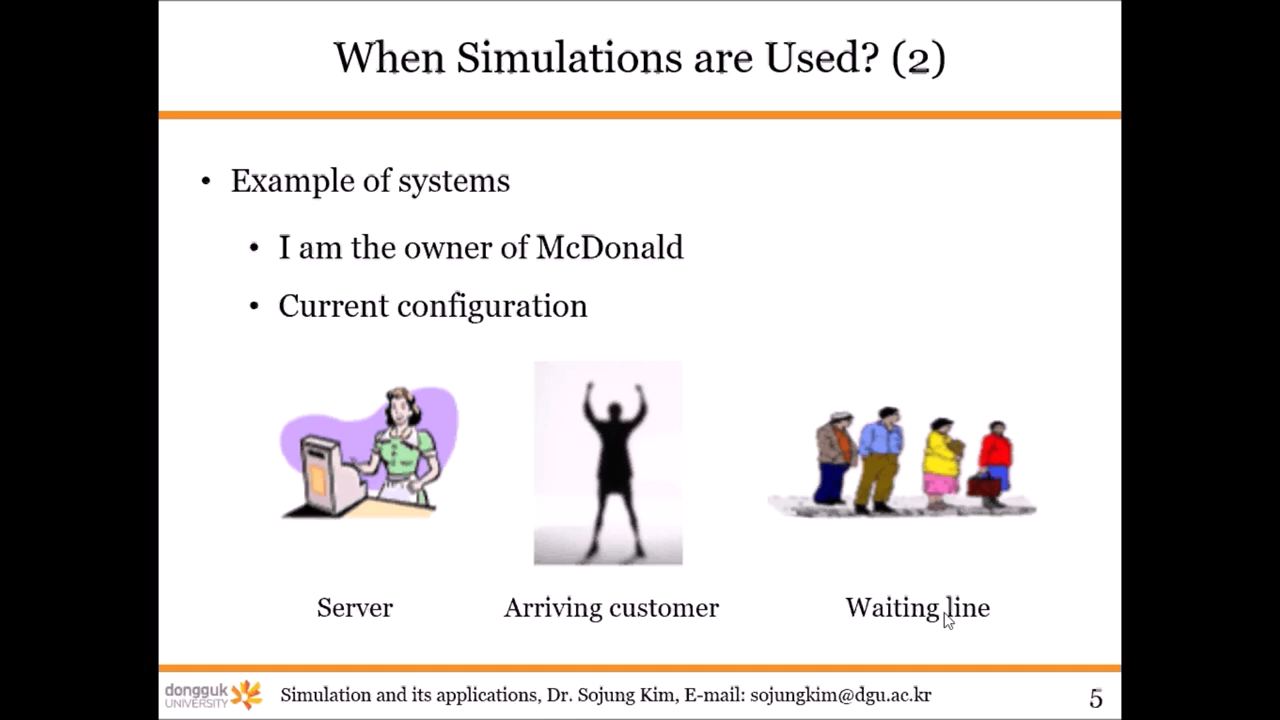 When Simulations are Used? (2)
• Example of systems
• I am the owner of McDonald
• Current configuration
Server
Arriving customer
Waiting line
dongguk
UNIVERSITY
Simulation and its applications, Dr. Sojung Kim, E-mail: sojungkim@dgu.ac.kr
5